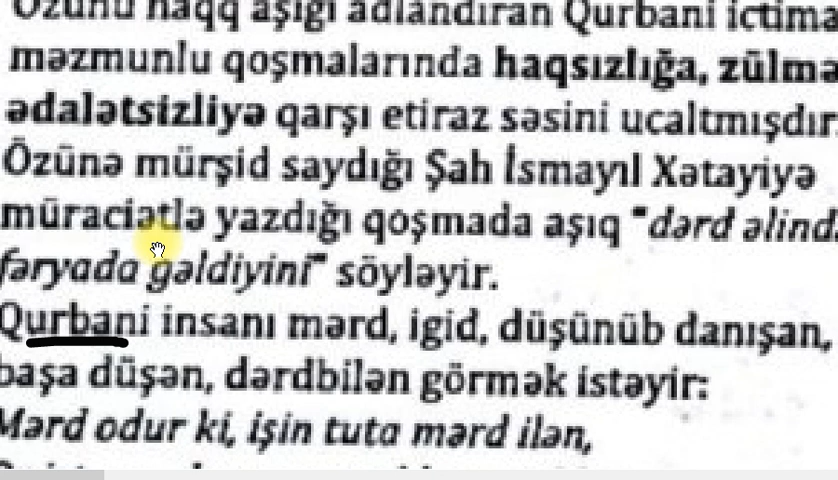 Özünü haqq aşığı adlandıran Qurbani
məzmunlu qoşmalarında haqsızlığa, zülmə
ədalətsizliyə qarşı etiraz səsini ucaltmışdır
Özünə mürşid saydığı Şah İsmayıl Xətayiyə
müraciətlə yazdığı qoşmada aşıq "dərd
fəryada gəldiyini" söyləyir.
Qurbani insanı mərd, igid, düşünüb danışan,
başa düşən, dərdbilən görmək istəyir:
Mərd odur ki, işin tuta mərd ilən,